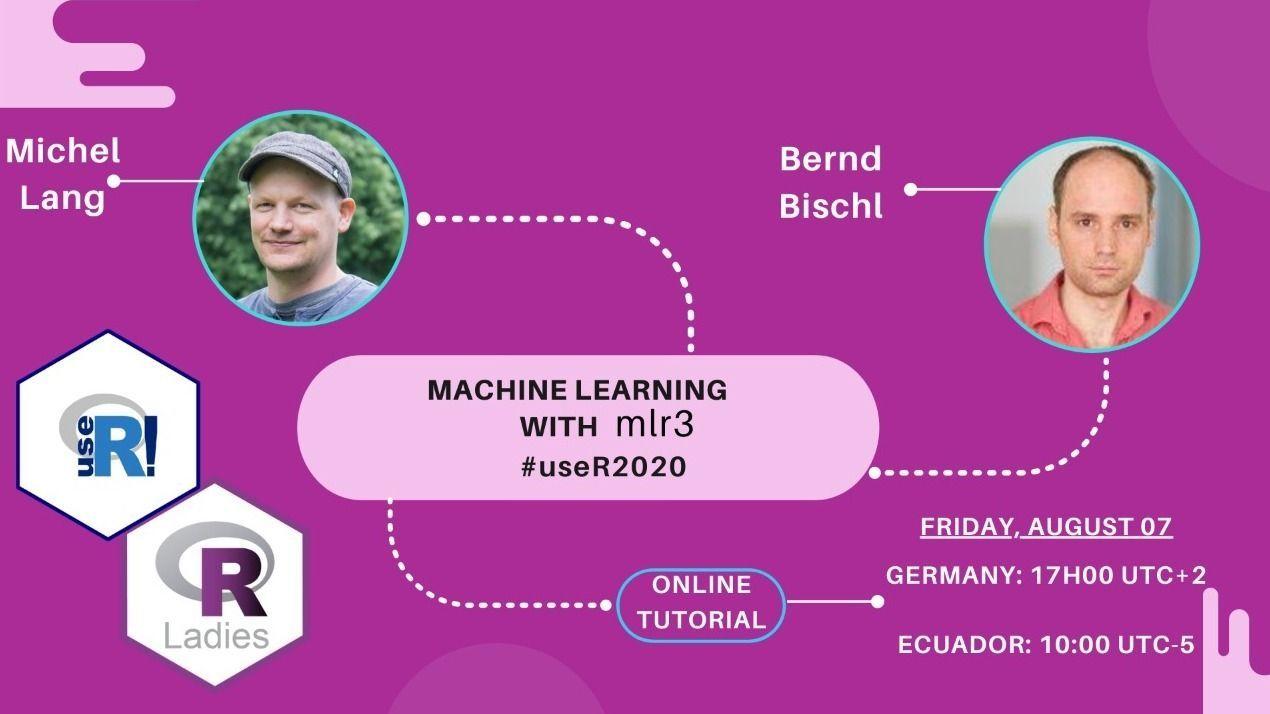 Michel
Lang
Bernd
Bischl
MACHINE LEARNING
WITH mlr3
#useR2020
use R!
R
Ladies
ONLINE
TUTORIAL
FRIDAY, AUGUST 07
GERMANY: 17H00 UTC+2
ECUADOR: 10:00 UTC-5